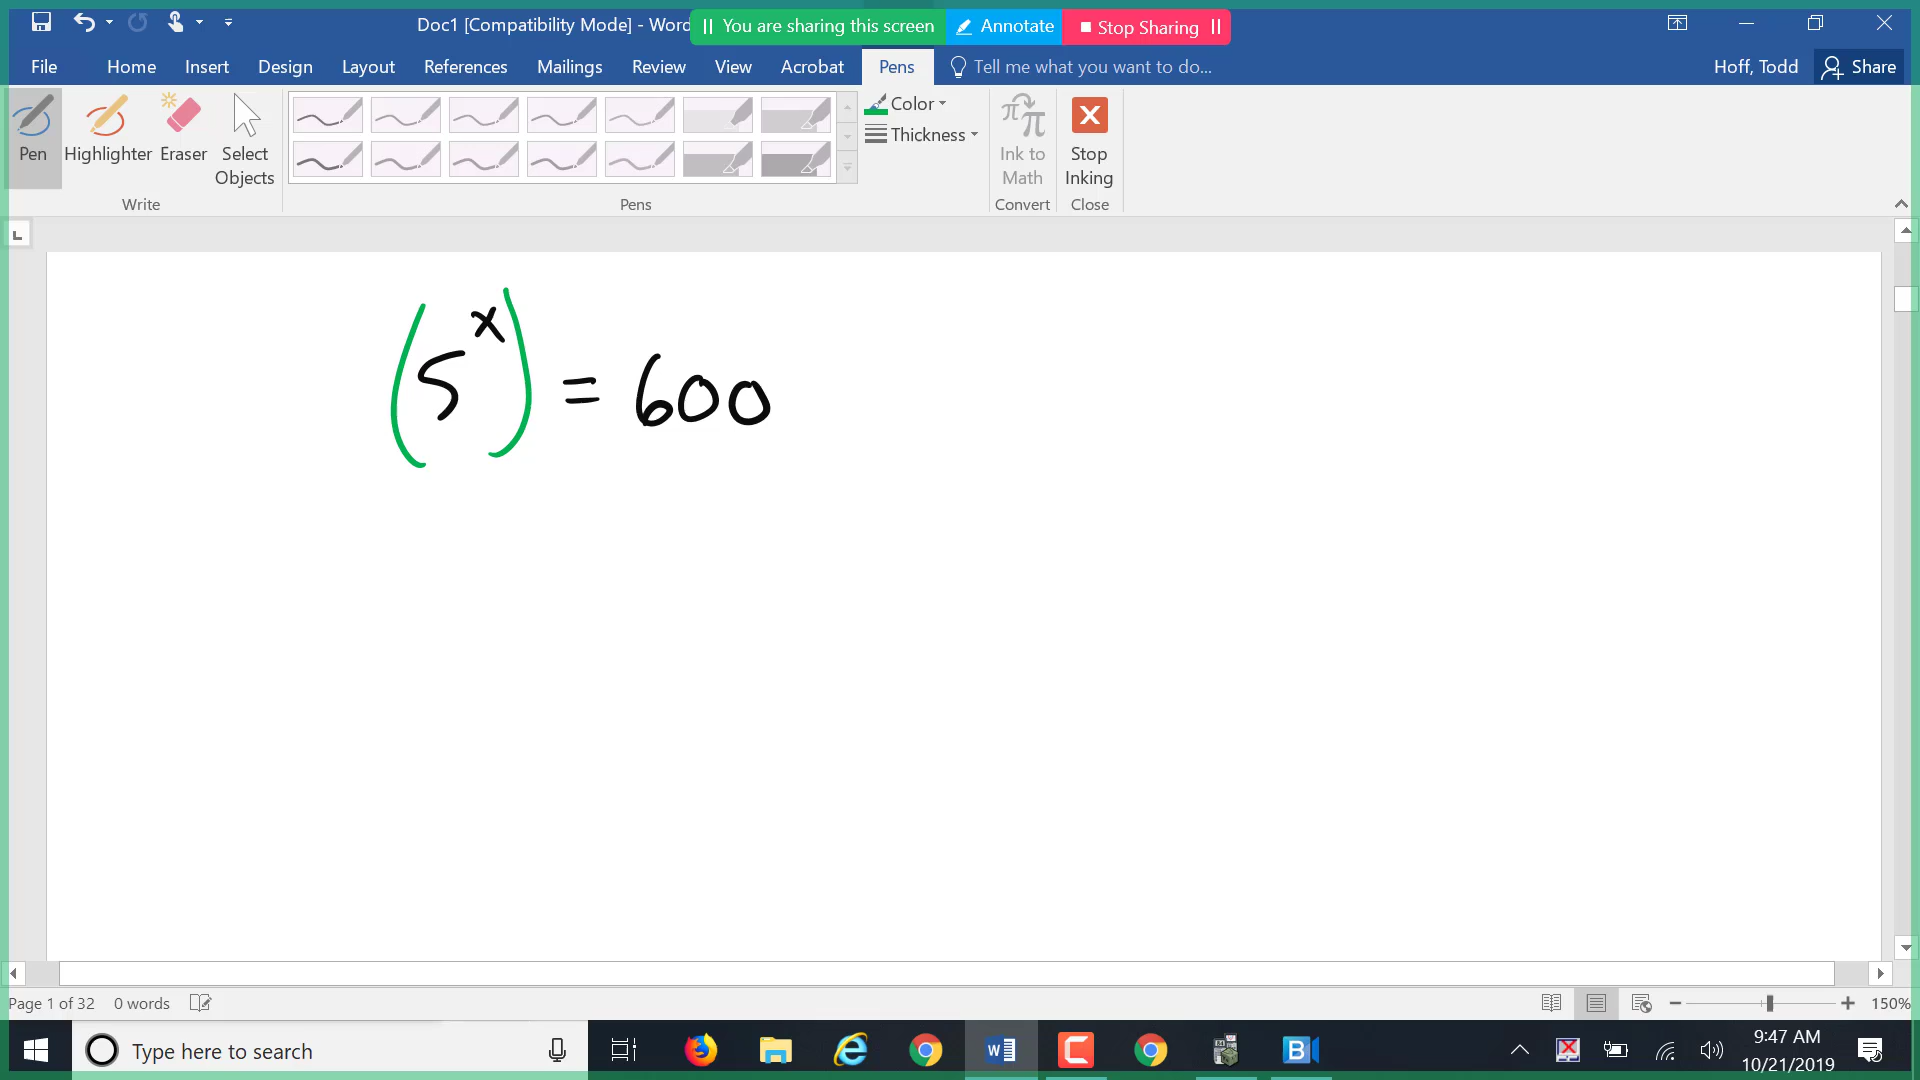 Doc1 [Compatibility Mode] - Word
You are sharing this screen
Annotate
Stop Sharing
File Home Insert Design Layout References Mailings Review View Acrobat Pens Tell me what you want to do... Hoff, Todd Share
Pen Highlighter Eraser Select Objects
Write
Pens
Color
Thickness
Ink to Math
Convert
Stop Inking
Close
(5^x) = 600
Page 1 of 32 0 words 150%
Type here to search
9:47 AM
10/21/2019